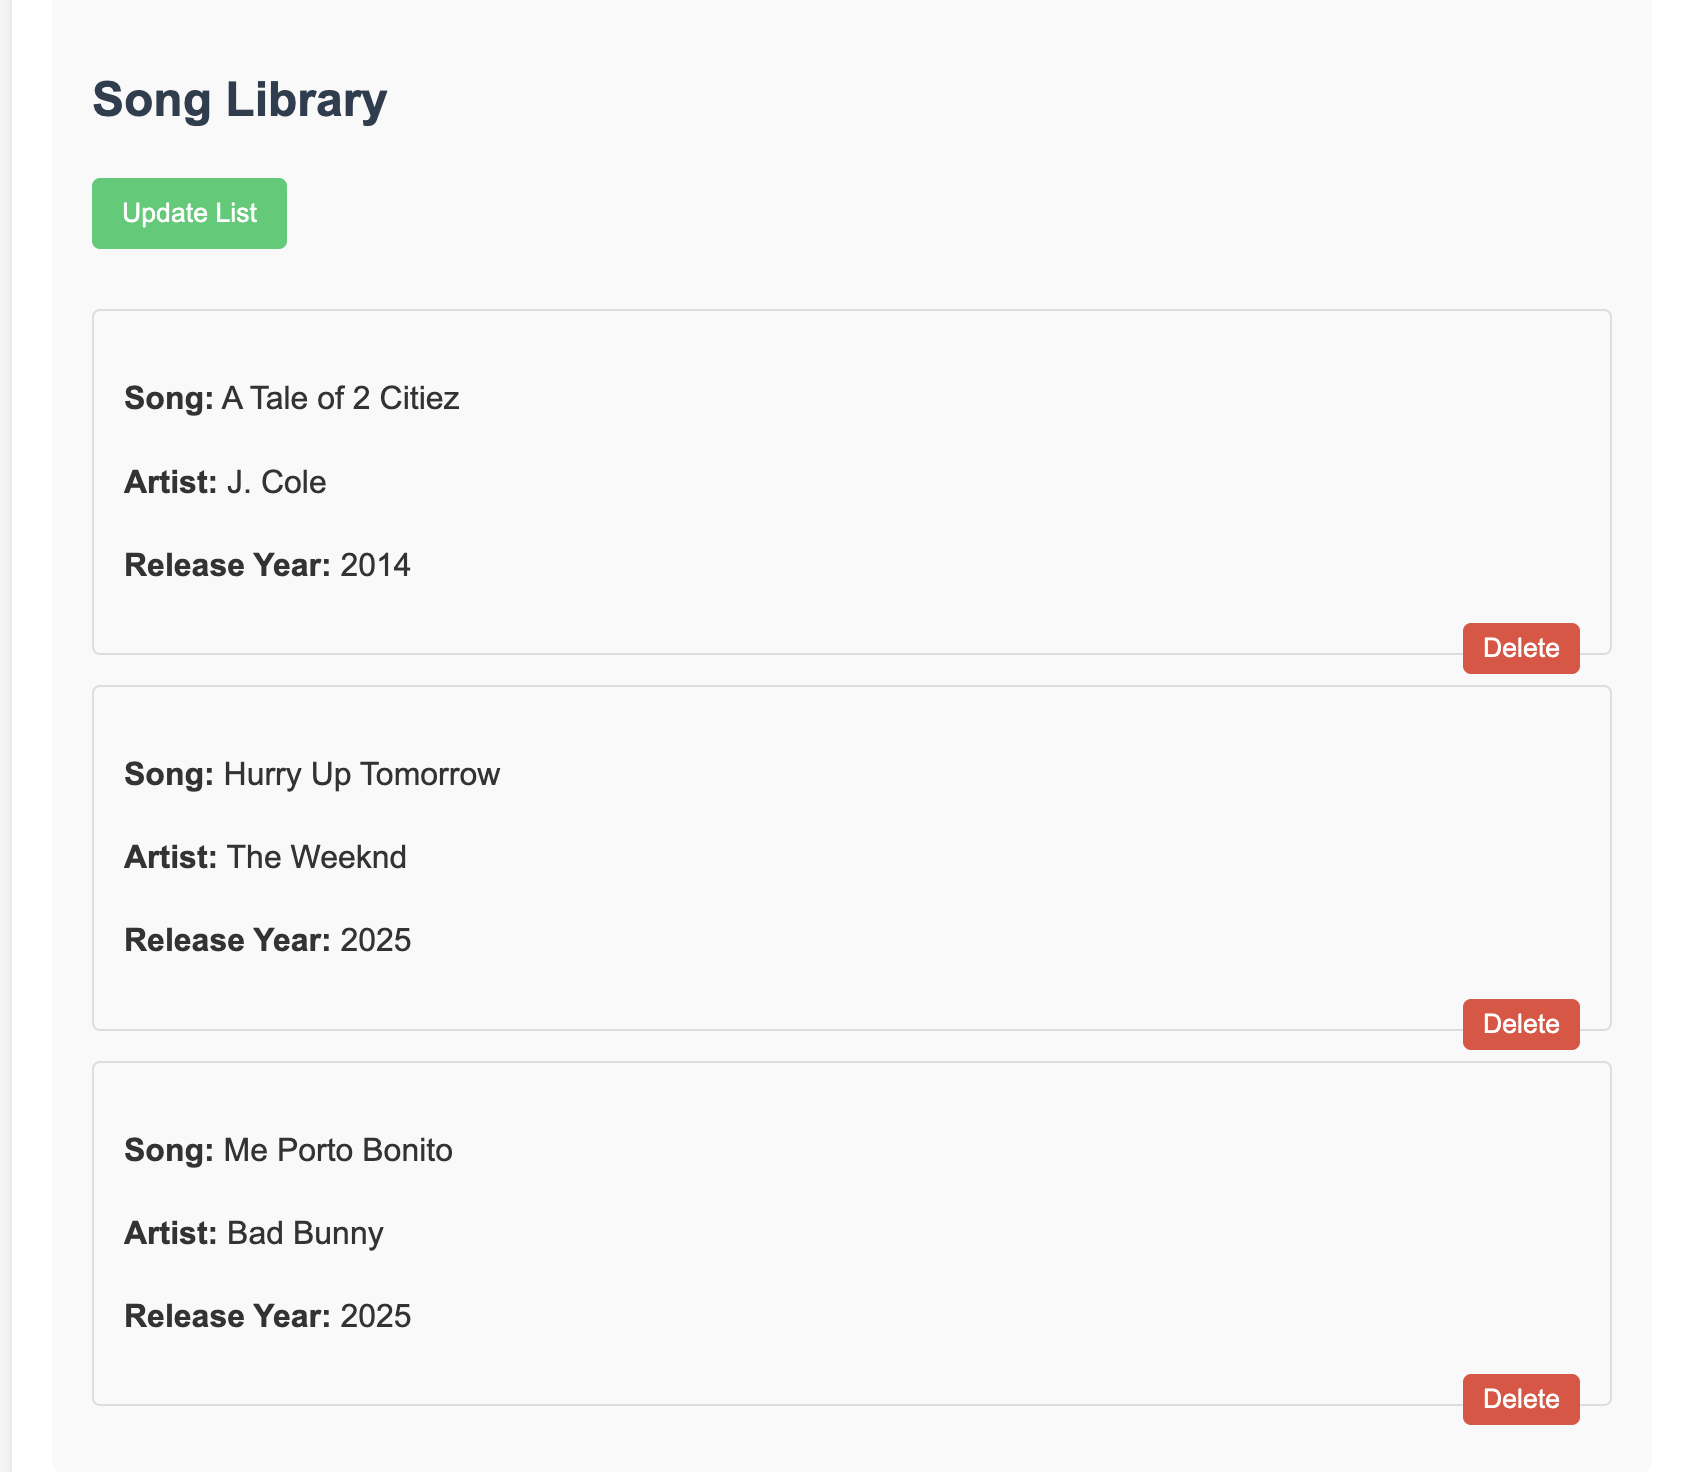 Song Library
Update List
Song: A Tale of 2 Citiez
Artist: J. Cole
Release Year: 2014
Delete
Song: Hurry Up Tomorrow
Artist: The Weeknd
Release Year: 2025
Delete
Song: Me Porto Bonito
Artist: Bad Bunny
Release Year: 2025
Delete